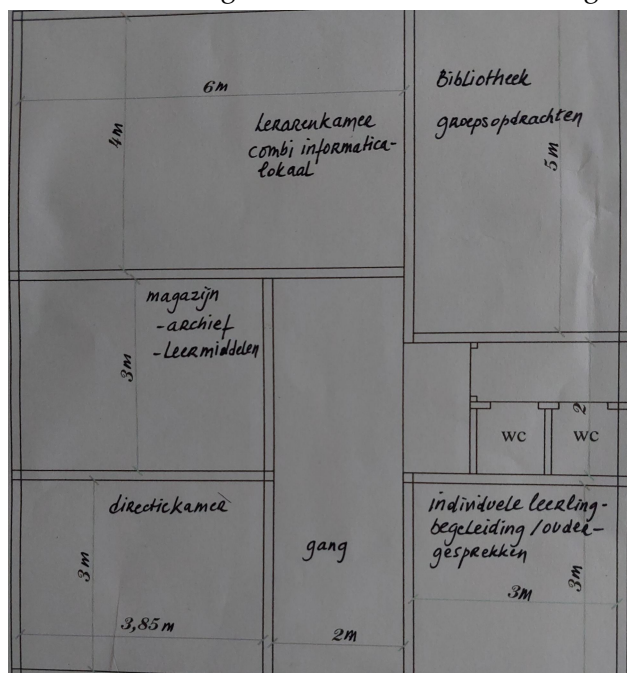 6m
4m
Lerarenkamer
combi informatica-
lokaal
Bibliotheek
groepsopdrachten
5m
magazijn
-archief
-Leermiddelen
3m
2
wc
wc
directiekamer
3m
3,85 m
gang
2m
individuele leerling-
begeleiding/ouder-
gesprekken
3m
3m